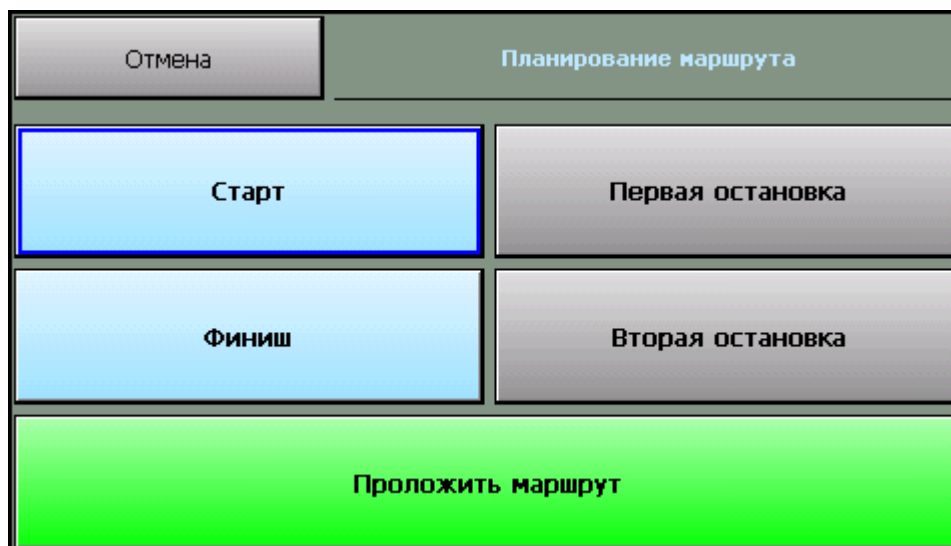 Отмена
Планирование маршрута
Старт
Первая остановка
Финиш
Вторая остановка
Проложить маршрут